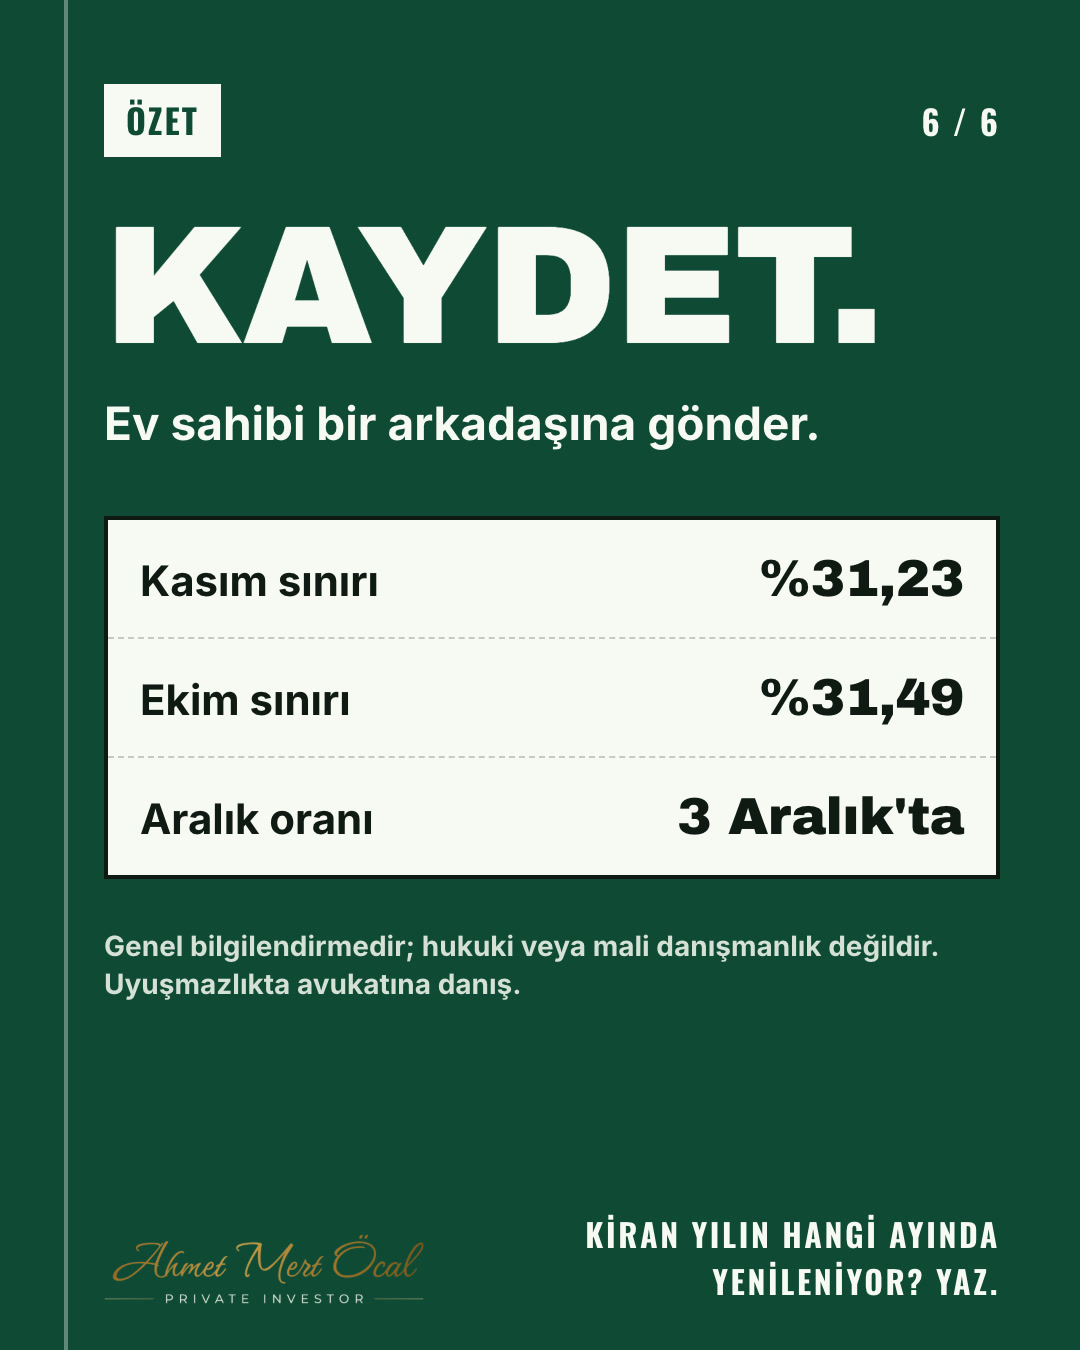 ÖZET
6 / 6
KAYDET.
Ev sahibi bir arkadaşına gönder.
Kasım sınırı %31,23
Ekim sınırı %31,49
Aralık oranı 3 Aralık'ta
Genel bilgilendirmedir; hukuki veya mali danışmanlık değildir.
Uyuşmazlıkta avukatına danış.
Ahmet Mert Öcal
PRIVATE INVESTOR
KİRAN YILIN HANGİ AYINDA
YENİLENİYOR? YAZ.